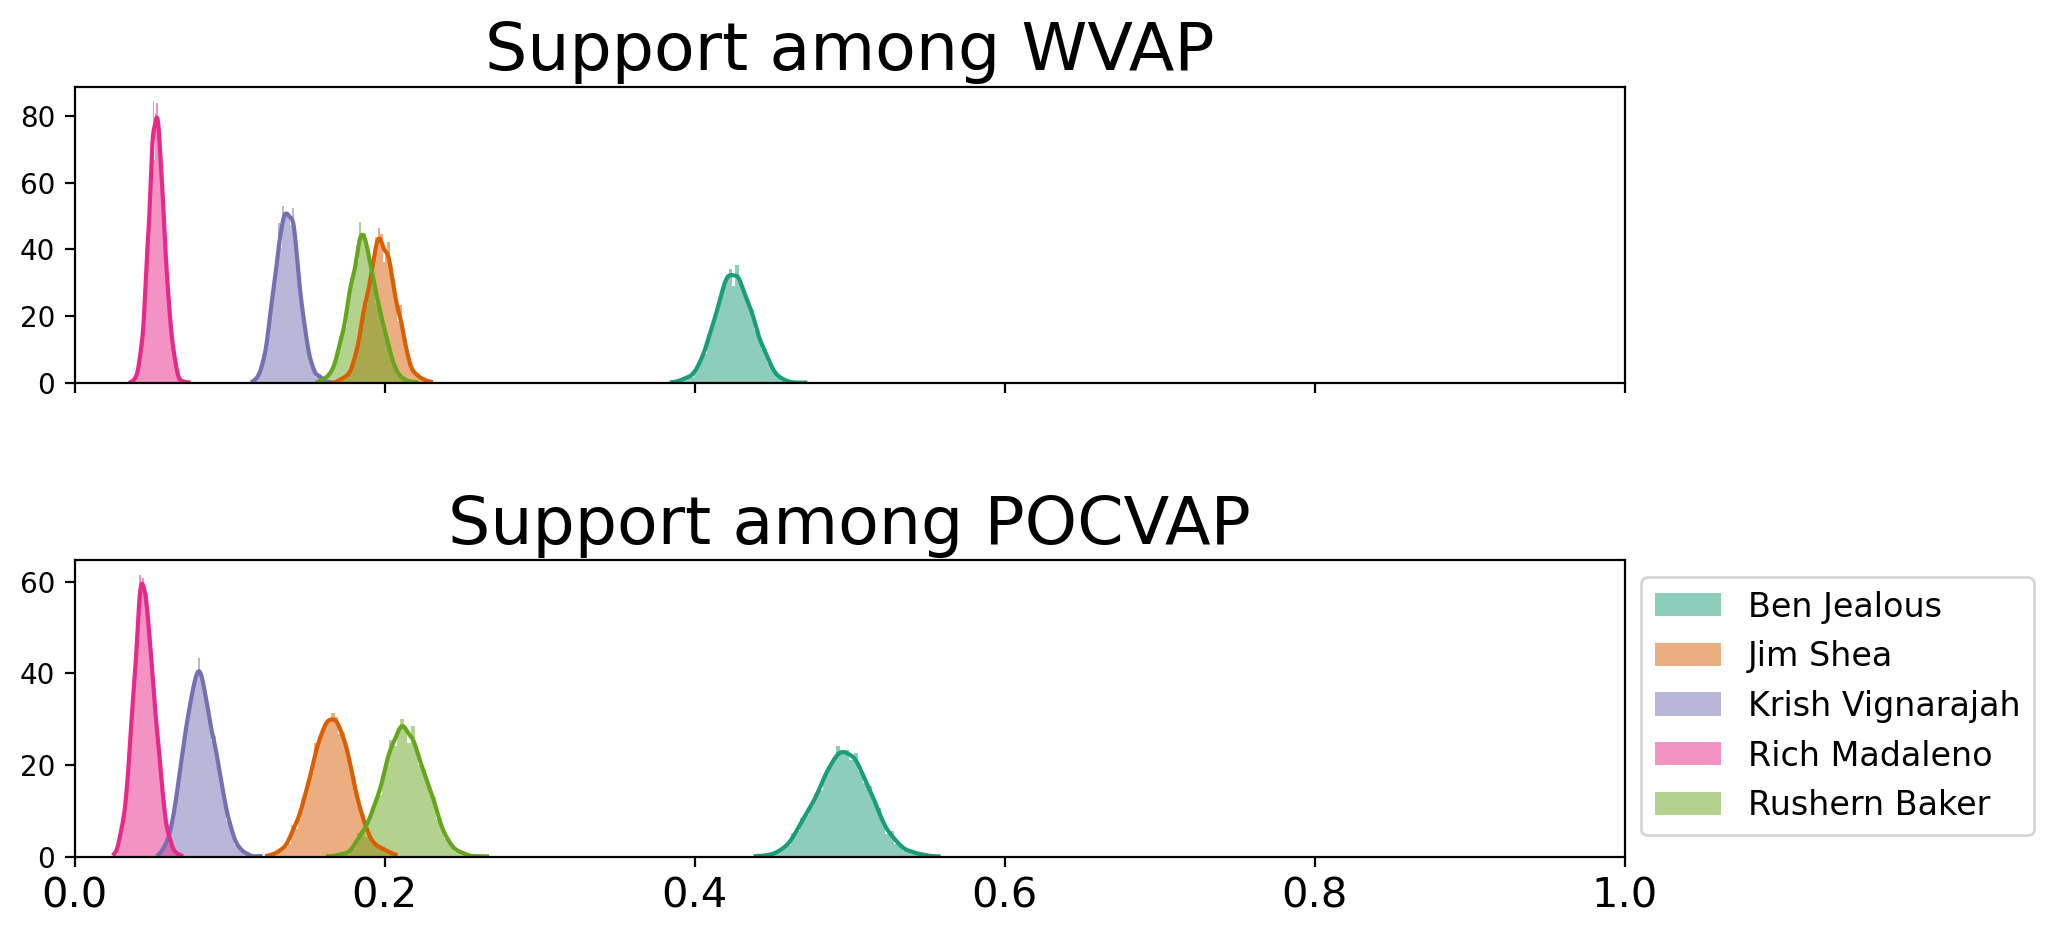 Support among WVAP
80
60
40
20
0
Support among POCVAP
60
40
20
0
0.0 0.2 0.4 0.6 0.8 1.0
Ben Jealous
Jim Shea
Krish Vignarajah
Rich Madaleno
Rushern Baker